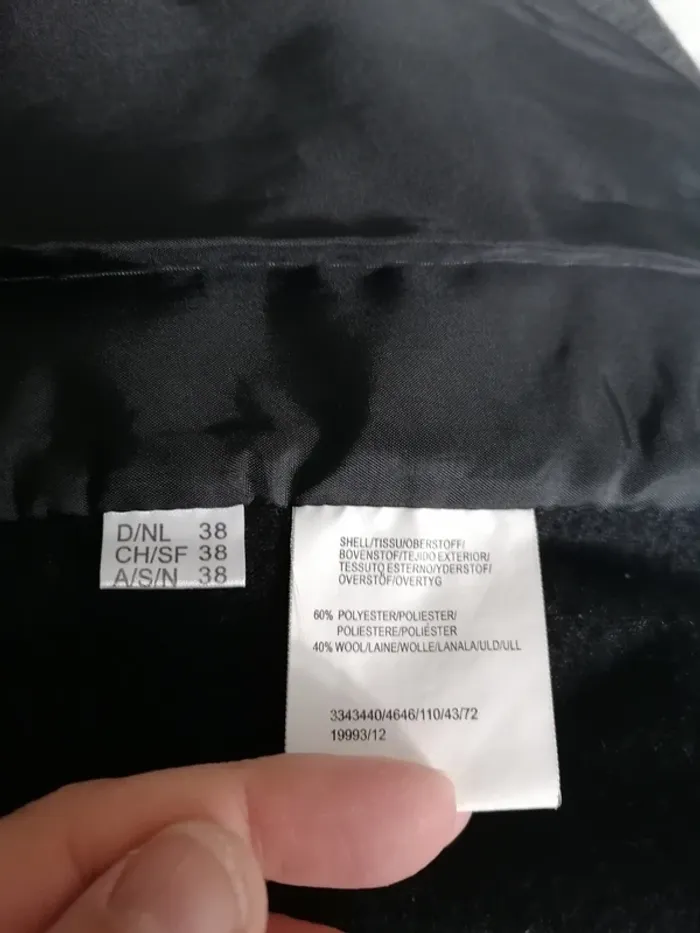 D/NL 38
CH/SF 38
A/S/N 38
SHELL/TISSU/OBERSTOFF/
BOVENSTOF/TEJIDO EXTERIOR/
TESSUTO ESTERNO/YDERSTOF/
OVERSTOF/OVERTYG
60% POLYESTER/POLIESTER/
POLIESTERE/POLIÉSTER
40% WOOL/LAINE/WOLLE/LANALA/ULD/ULL
3343440/4646/110/43/72
19993/12